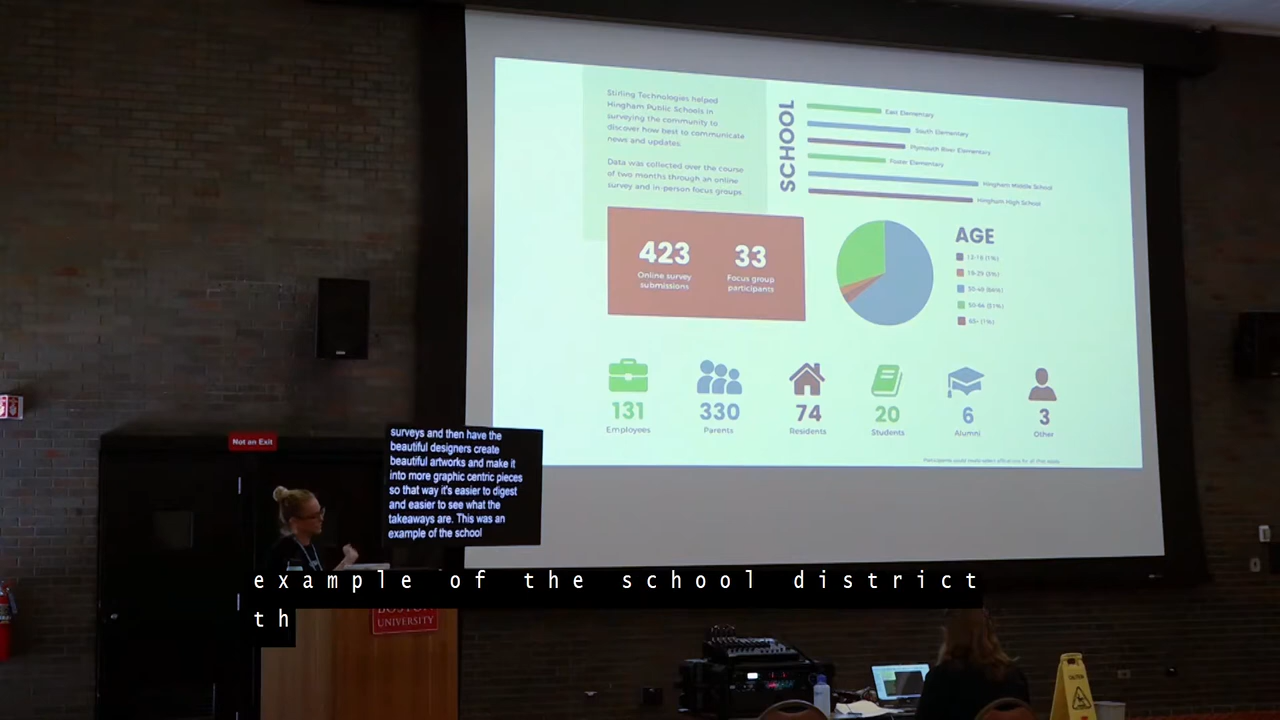 Stirling Technologies helped
Hingham Public Schools in
surveying the community to
discover how best to communicate
news and updates.
Data was collected over the course
of two months through an online
survey and in-person focus groups
SCHOOL
East Elementary
South Elementary
Plymouth River Elementary
Foster Elementary
Hingham Middle School
Hingham High School
423
Online survey
submissions
33
Focus group
participants
AGE
50-64 (31%)
65+ (1%)
131
Employees
330
Parents
74
Residents
20
Students
6
Alumni
3
Other
Not an Exit
surveys and then have the
beautiful designers create
beautiful artworks and make it
into more graphic centric pieces
so that way it's easier to digest
and easier to see what the
takeaways are. This was an
example of the school
example of the school district
th
BOSTON
UNIVERSITY
CAUTION